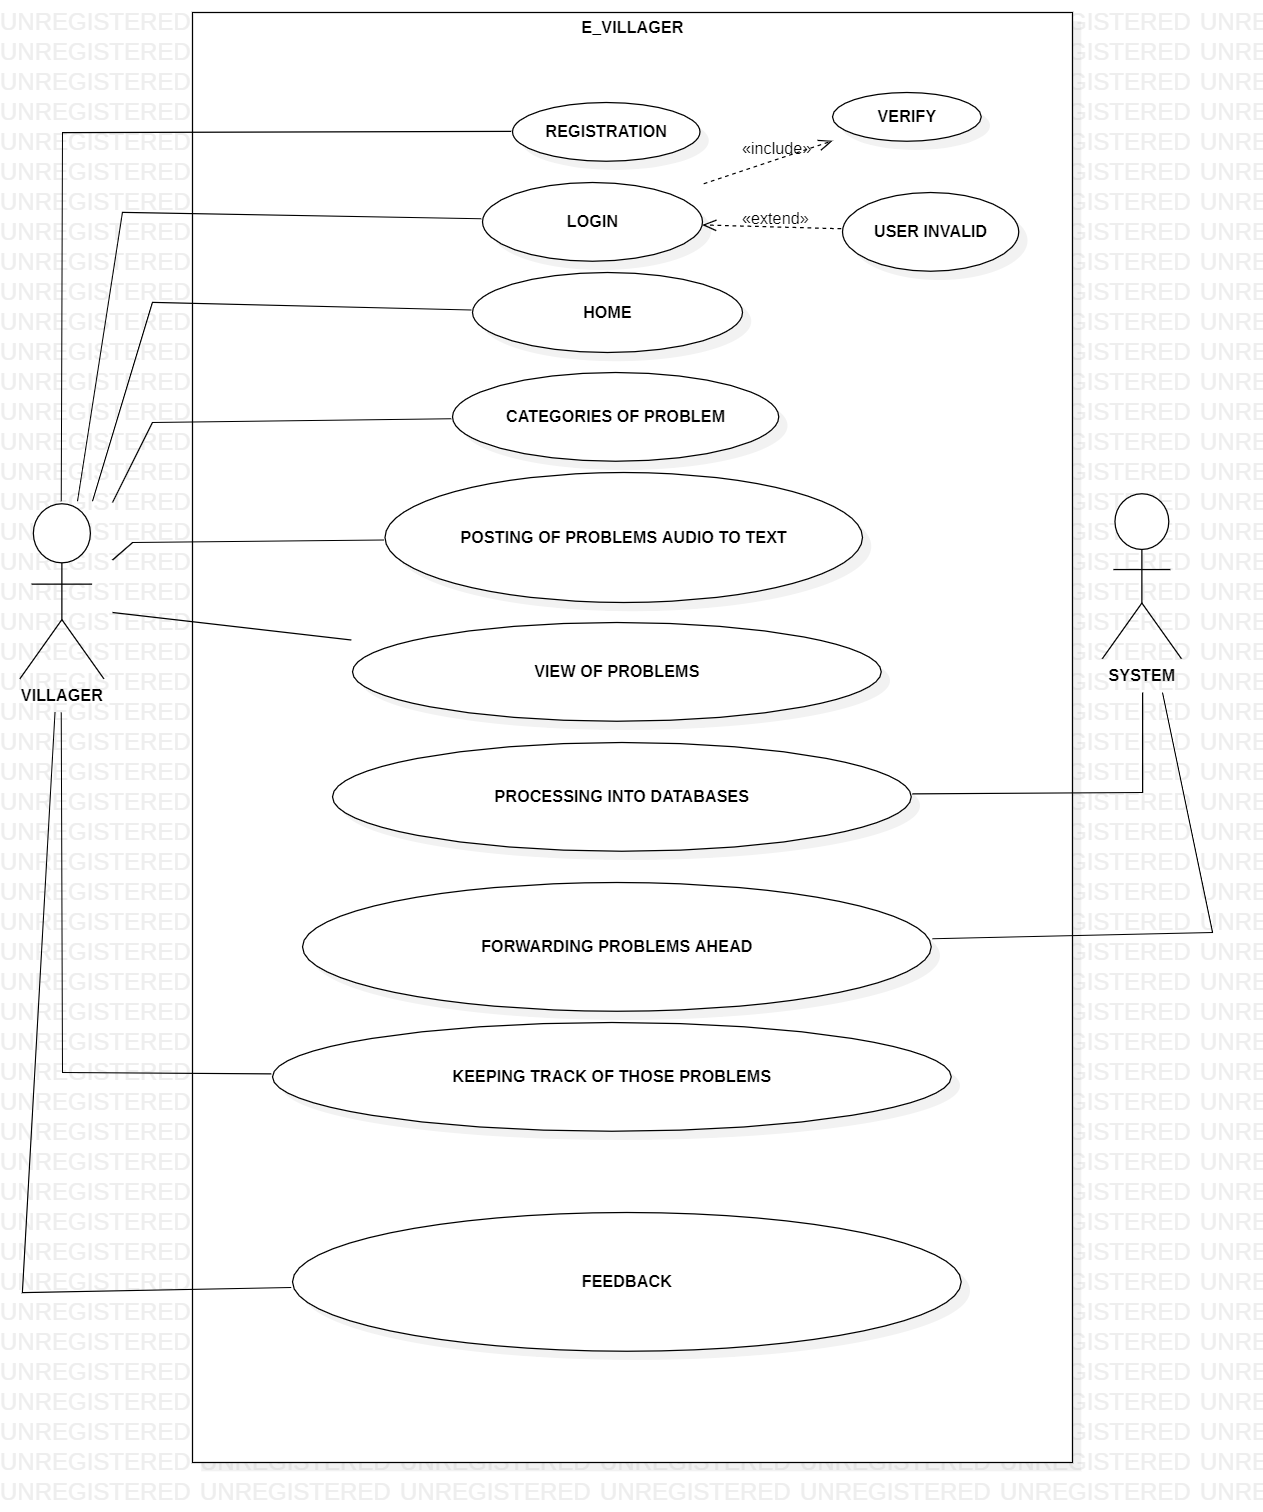 E_VILLAGER
REGISTRATION
VERIFY
«include»
LOGIN
«extend»
USER INVALID
HOME
CATEGORIES OF PROBLEM
POSTING OF PROBLEMS AUDIO TO TEXT
VIEW OF PROBLEMS
VILLAGER
SYSTEM
PROCESSING INTO DATABASES
FORWARDING PROBLEMS AHEAD
KEEPING TRACK OF THOSE PROBLEMS
FEEDBACK
UNREGISTERED UNREGISTERED UNREGISTERED UNREGISTERED UNREGISTERED UNREGISTERED UNRE